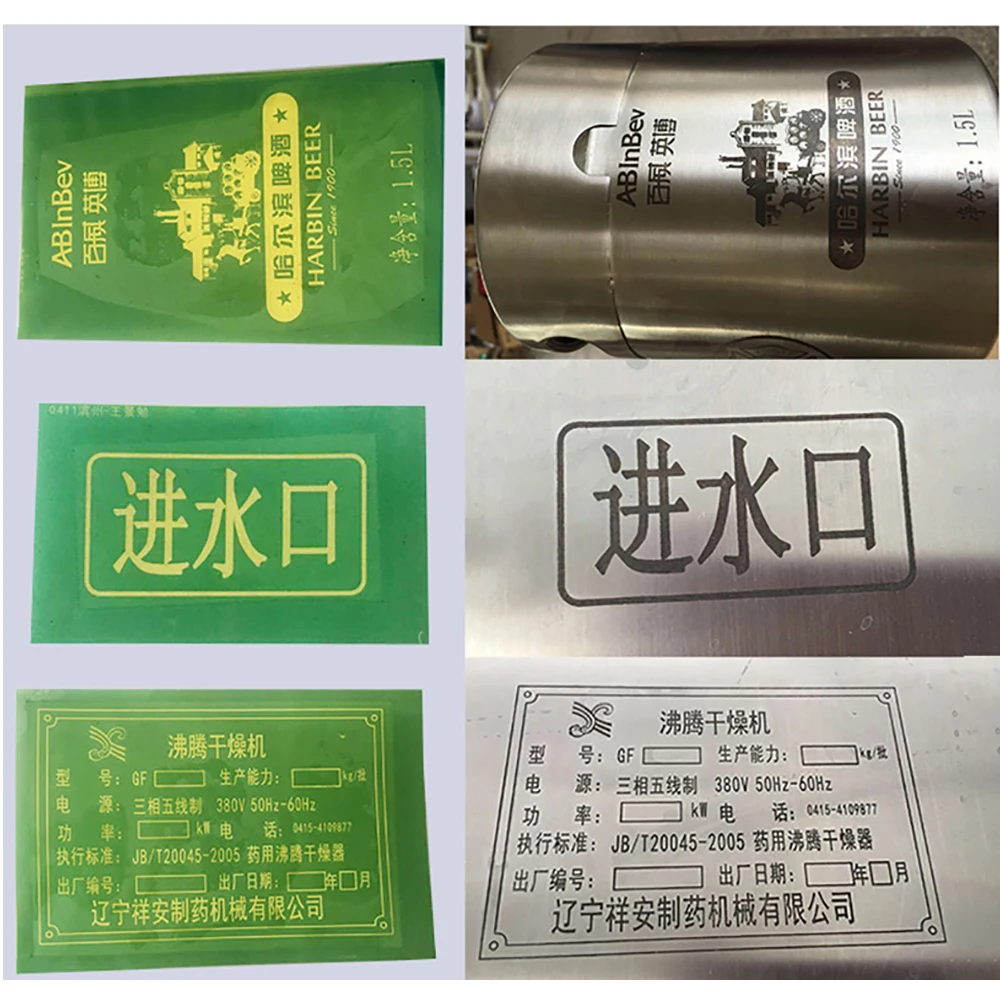 ABInBev
百威 英博
★ 哈尔滨啤酒 ★
HARBIN BEER
Since 1900
净含量: 1.5L
ABInBev
百威 英博
★ 哈尔滨啤酒 ★
HARBIN BEER
Since 1900
净含量: 1.5L
0411滨州-王景
进水口
进水口
沸腾干燥机
型 号: GF 生产能力: kg/批
电 源: 三相五线制 380V 50Hz-60Hz
功 率: kW 电 话: 0415-4109877
执行标准: JB/T20045-2005 药用沸腾干燥器
出厂编号: 出厂日期: 年 月
辽宁祥安制药机械有限公司
沸腾干燥机
型 号: GF 生产能力: kg/批
电 源: 三相五线制 380V 50Hz-60Hz
功 率: kW 电 话: 0415-4109877
执行标准: JB/T20045-2005 药用沸腾干燥器
出厂编号: 出厂日期: 年 月
辽宁祥安制药机械有限公司